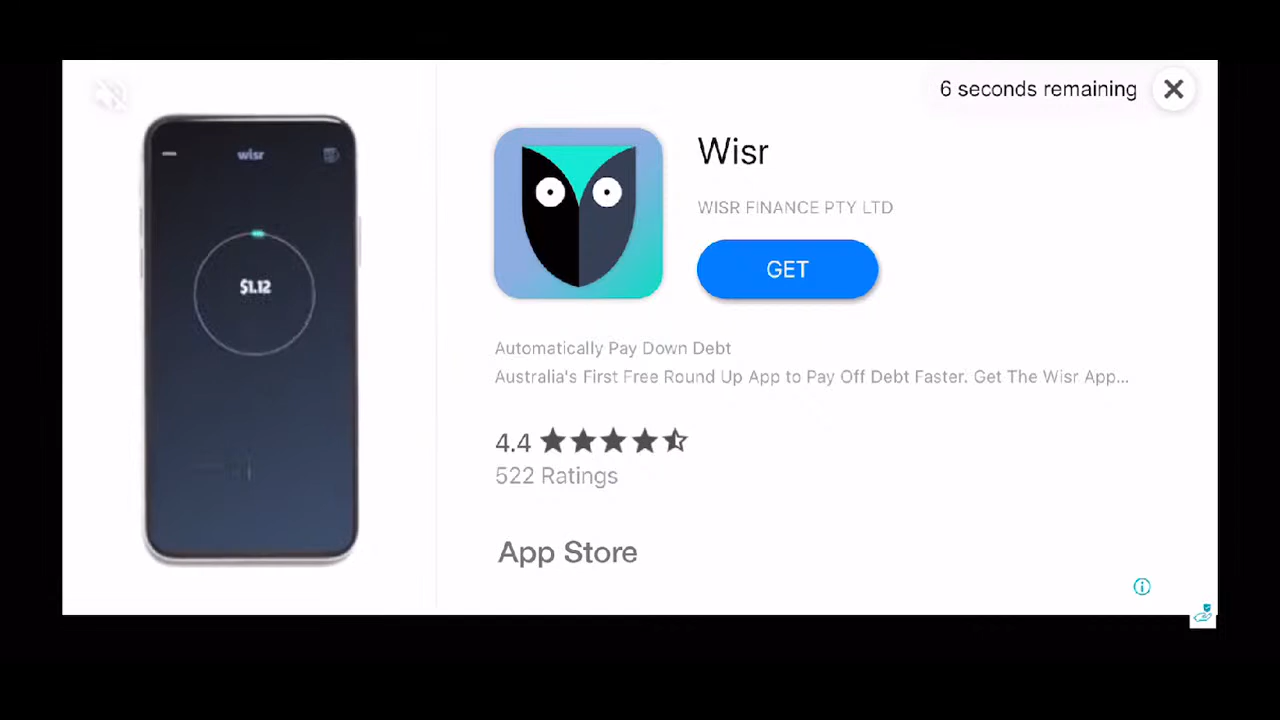 6 seconds remaining
wisr
$1.12
Wisr
WISR FINANCE PTY LTD
GET
Automatically Pay Down Debt
Australia's First Free Round Up App to Pay Off Debt Faster. Get The Wisr App...
4.4
522 Ratings
App Store